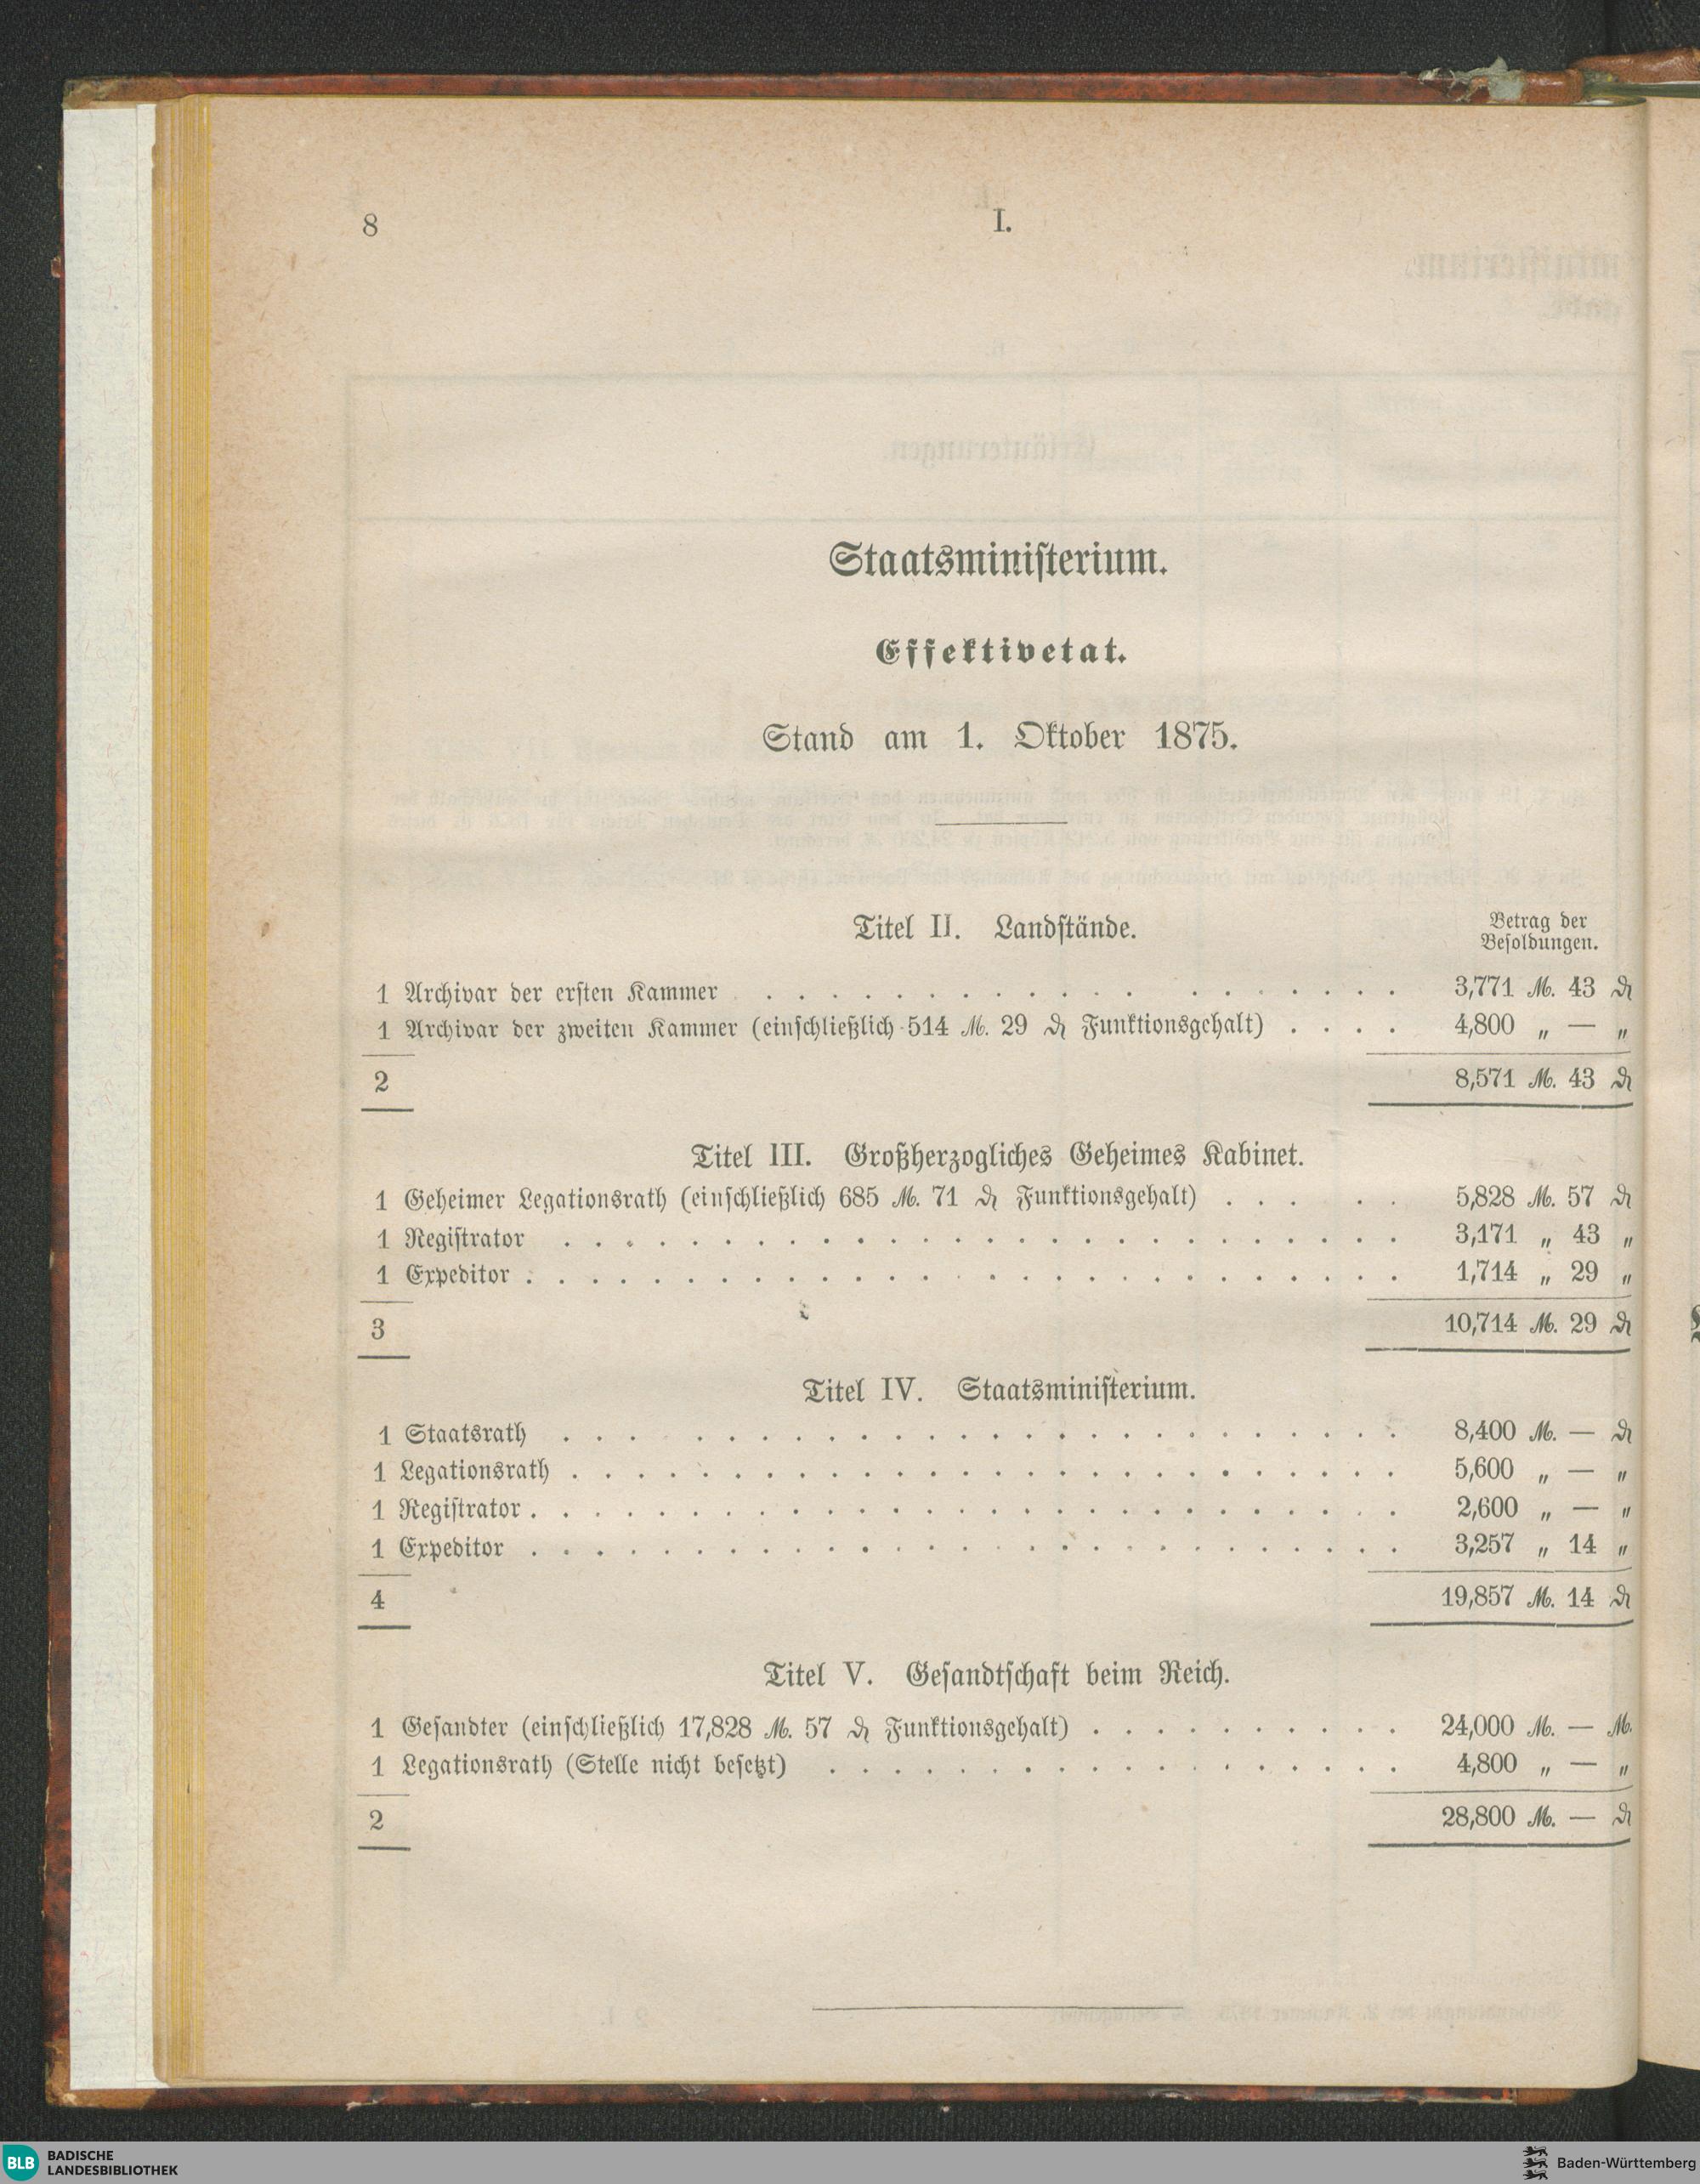 8
I.
Staatsministerium.
Effektivetat.
Stand am 1. Oktober 1875.
Titel II. Landstände.
Betrag der
Besoldungen.
1 Archivar der ersten Kammer . . . . . . . . . . . . . . . . . . . 3,771 ℳ. 43 ₰
1 Archivar der zweiten Kammer (einschließlich 514 ℳ. 29 ₰ Funktionsgehalt) . . . . 4,800 „ — „
2 8,571 ℳ. 43 ₰
Titel III. Großherzogliches Geheimes Kabinet.
1 Geheimer Legationsrath (einschließlich 685 ℳ. 71 ₰ Funktionsgehalt) . . . . . . 5,828 ℳ. 57 ₰
1 Registrator . . . . . . . . . . . . . . . . . . . . . . . . . . 3,171 „ 43 „
1 Expeditor . . . . . . . . . . . . . . . . . . . . . . . . . . . 1,714 „ 29 „
3 10,714 ℳ. 29 ₰
Titel IV. Staatsministerium.
1 Staatsrath . . . . . . . . . . . . . . . . . . . . . . . . . 8,400 ℳ. — ₰
1 Legationsrath . . . . . . . . . . . . . . . . . . . . . . . . . . 5,600 „ — „
1 Registrator . . . . . . . . . . . . . . . . . . . . . . . . . . . 2,600 „ — „
1 Expeditor . . . . . . . . . . . . . . . . . . . . . . . . . . . 3,257 „ 14 „
4 19,857 ℳ. 14 ₰
Titel V. Gesandtschaft beim Reich.
1 Gesandter (einschließlich 17,828 ℳ. 57 ₰ Funktionsgehalt) . . . . . . . . . . 24,000 ℳ. — ℳ.
1 Legationsrath (Stelle nicht besetzt) . . . . . . . . . . . . . . . . . . 4,800 „ — „
2 28,800 ℳ. — ₰
BLB BADISCHE
LANDESBIBLIOTHEK
Baden-Württemberg